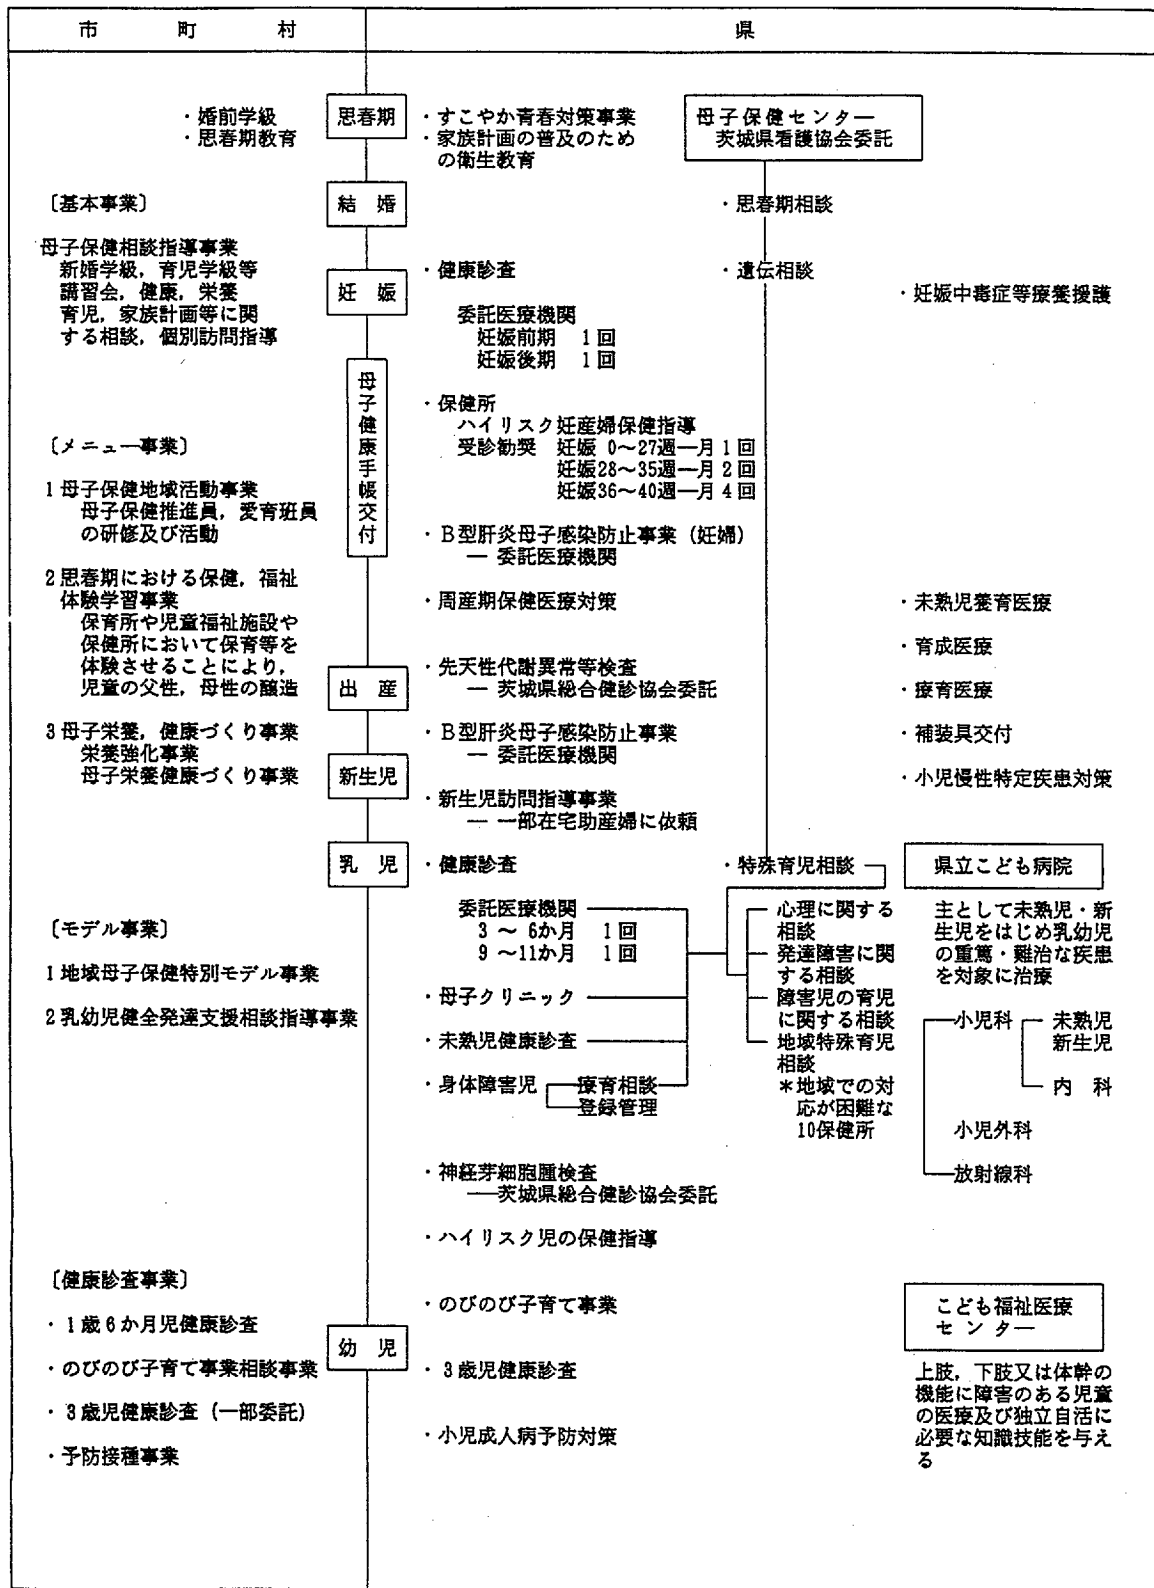 市町村
県
・婚前学級
・思春期教育
〔基本事業〕
母子保健相談指導事業
新婚学級，育児学級等
講習会，健康，栄養
育児，家族計画等に関
する相談，個別訪問指導
〔メニュー事業〕
1 母子保健地域活動事業
母子保健推進員，愛育班員
の研修及び活動
2 思春期における保健，福祉
体験学習事業
保育所や児童福祉施設や
保健所において保育等を
体験させることにより，
児童の父性，母性の醸造
3 母子栄養，健康づくり事業
栄養強化事業
母子栄養健康づくり事業
〔モデル事業〕
1 地域母子保健特別モデル事業
2 乳幼児健全発達支援相談指導事業
〔健康診査事業〕
・1歳6か月児健康診査
・のびのび子育て事業相談事業
・3歳児健康診査（一部委託）
・予防接種事業
思春期
結婚
妊娠
母子健康手帳交付
出産
新生児
乳児
幼児
・すこやか青春対策事業
・家族計画の普及のため
の衛生教育
・健康診査
委託医療機関
妊娠前期 1回
妊娠後期 1回
・保健所
ハイリスク妊産婦保健指導
受診勧奨 妊娠 0～27週―月1回
妊娠28～35週―月2回
妊娠36～40週―月4回
・B型肝炎母子感染防止事業（妊婦）
― 委託医療機関
・周産期保健医療対策
・先天性代謝異常等検査
― 茨城県総合健診協会委託
・B型肝炎母子感染防止事業
― 委託医療機関
・新生児訪問指導事業
― 一部在宅助産婦に依頼
・健康診査
委託医療機関
3 ～ 6か月 1回
9 ～11か月 1回
・母子クリニック
・未熟児健康診査
・身体障害児
療育相談
登録管理
・神経芽細胞腫検査
―茨城県総合健診協会委託
・ハイリスク児の保健指導
・のびのび子育て事業
・3歳児健康診査
・小児成人病予防対策
母子保健センター
茨城県看護協会委託
・思春期相談
・遺伝相談
・特殊育児相談
心理に関する
相談
発達障害に関
する相談
障害児の育児
に関する相談
地域特殊育児
相談
＊地域での対
応が困難な
10保健所
・妊娠中毒症等療養援護
・未熟児養育医療
・育成医療
・療育医療
・補装具交付
・小児慢性特定疾患対策
県立こども病院
主として未熟児・新
生児をはじめ乳幼児
の重篤・難治な疾患
を対象に治療
小児科
未熟児
新生児
内科
小児外科
放射線科
こども福祉医療
センター
上肢，下肢又は体幹の
機能に障害のある児童
の医療及び独立自活に
必要な知識技能を与え
る